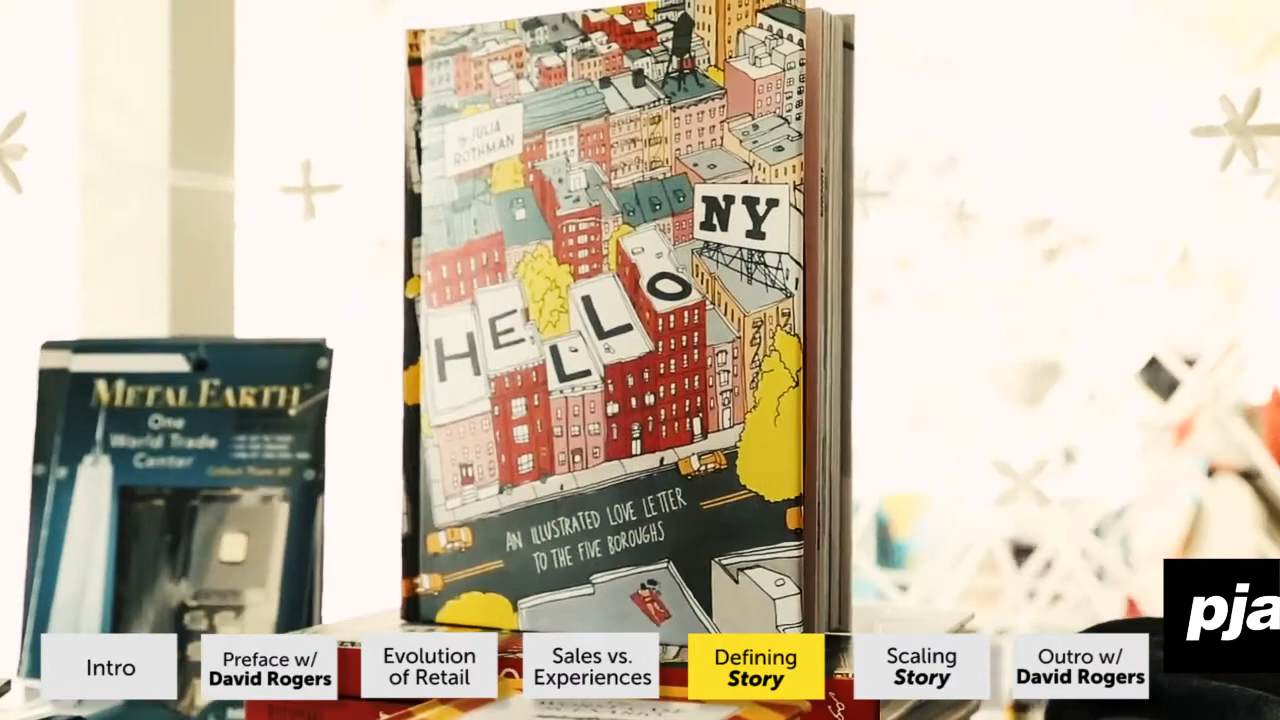 BY JULIA
ROTHMAN
NY
HELLO
AN ILLUSTRATED LOVE LETTER
TO THE FIVE BOROUGHS
METAL EARTH
One
World Trade
Center
Intro
Preface w/
David Rogers
Evolution
of Retail
Sales vs.
Experiences
Defining
Story
Scaling
Story
Outro w/
David Rogers
pja